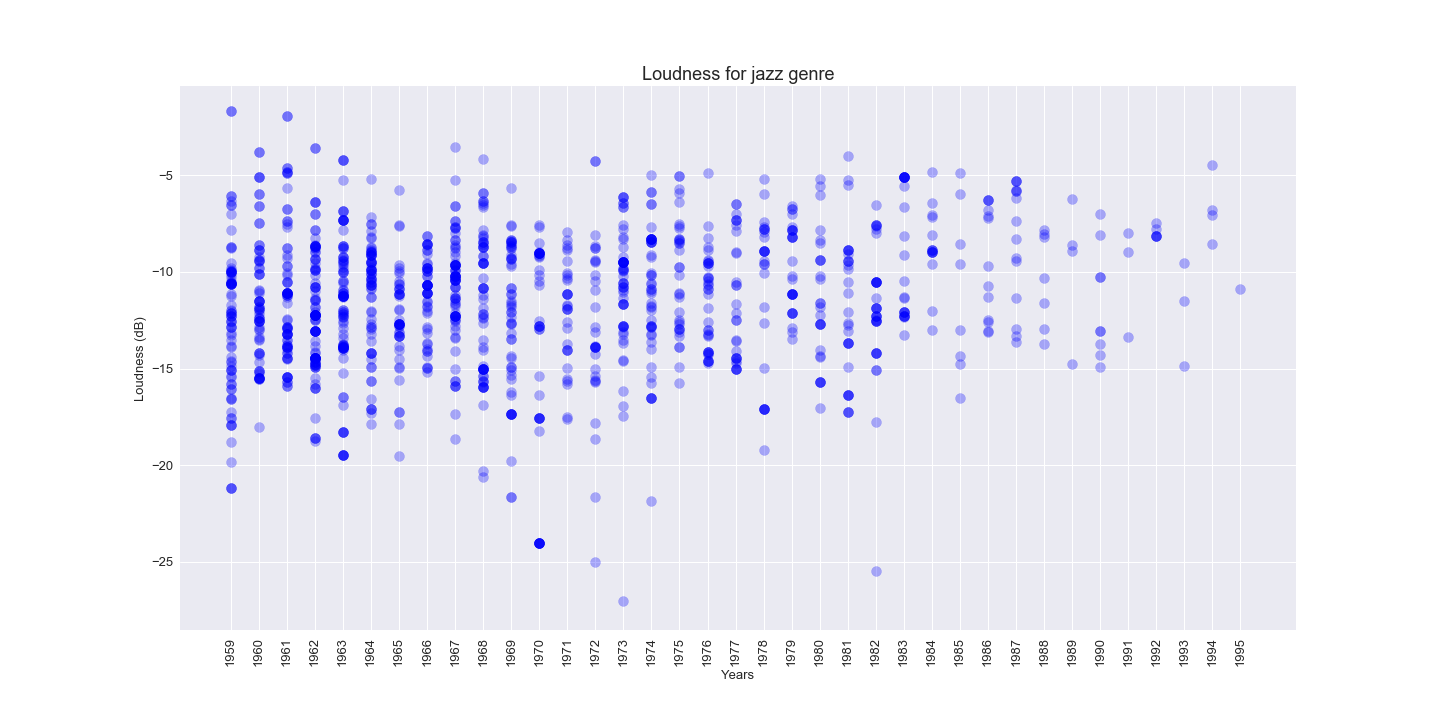 Loudness for jazz genre
Loudness (dB)
−5
−10
−15
−20
−25
1959 1960 1961 1962 1963 1964 1965 1966 1967 1968 1969 1970 1971 1972 1973 1974 1975 1976 1977 1978 1979 1980 1981 1982 1983 1984 1985 1986 1987 1988 1989 1990 1991 1992 1993 1994 1995
Years